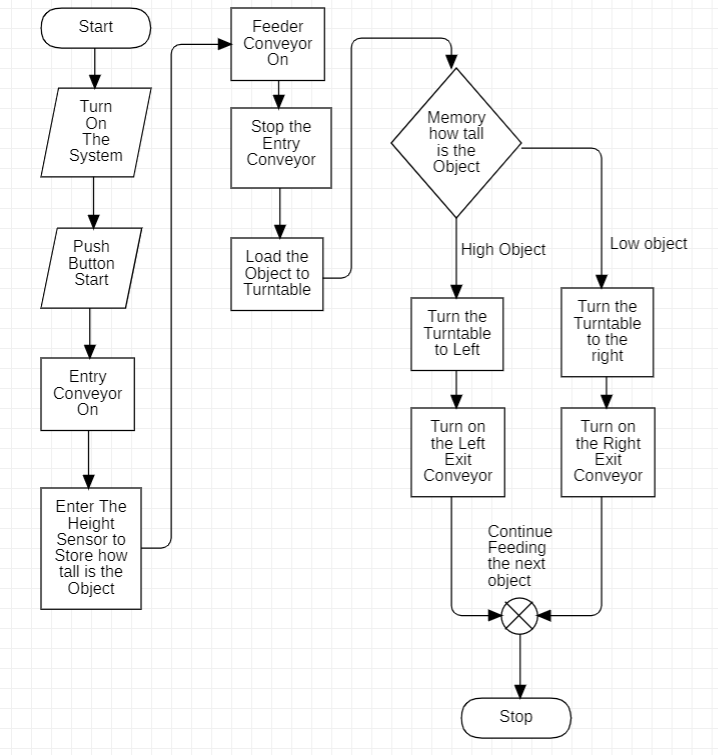 Start
Turn
On
The
System
Push
Button
Start
Entry
Conveyor
On
Enter The
Height
Sensor to
Store how
tall is the
Object
Feeder
Conveyor
On
Stop the
Entry
Conveyor
Load the
Object to
Turntable
Memory
how tall
is the
Object
High Object
Low object
Turn the
Turntable
to Left
Turn the
Turntable
to the
right
Turn on
the Left
Exit
Conveyor
Turn on
the Right
Exit
Conveyor
Continue
Feeding
the next
object
Stop